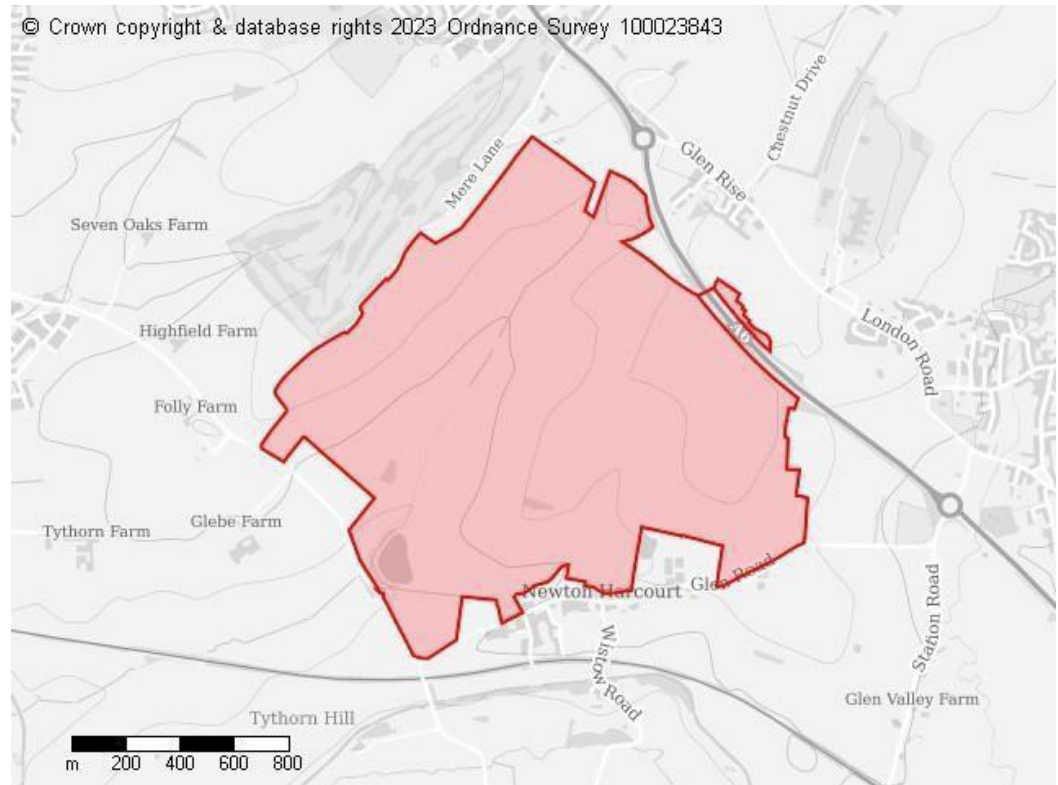 © Crown copyright & database rights 2023 Ordnance Survey 100023843
Chestnut Drive
Glen Rise
Mere Lane
Seven Oaks Farm
Highfield Farm
London Road
A6
Folly Farm
Glebe Farm
Tythorn Farm
Newton Harcourt
Glen Road
Station Road
Wistow Road
Glen Valley Farm
Tythorn Hill
m 200 400 600 800